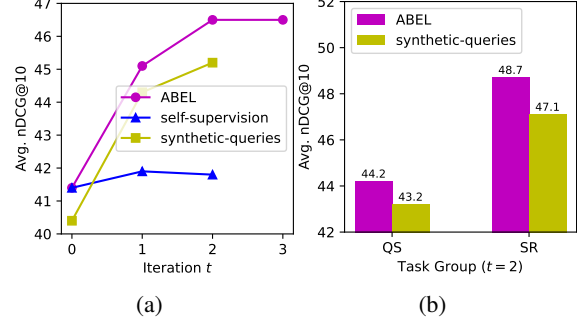 47
46
45
44
43
42
41
40
Avg. nDCG@10
ABEL
self-supervision
synthetic-queries
0 1 2 3
Iteration t
(a)
52
50
48
46
44
42
Avg. nDCG@10
ABEL
synthetic-queries
44.2
43.2
48.7
47.1
QS SR
Task Group (t = 2)
(b)